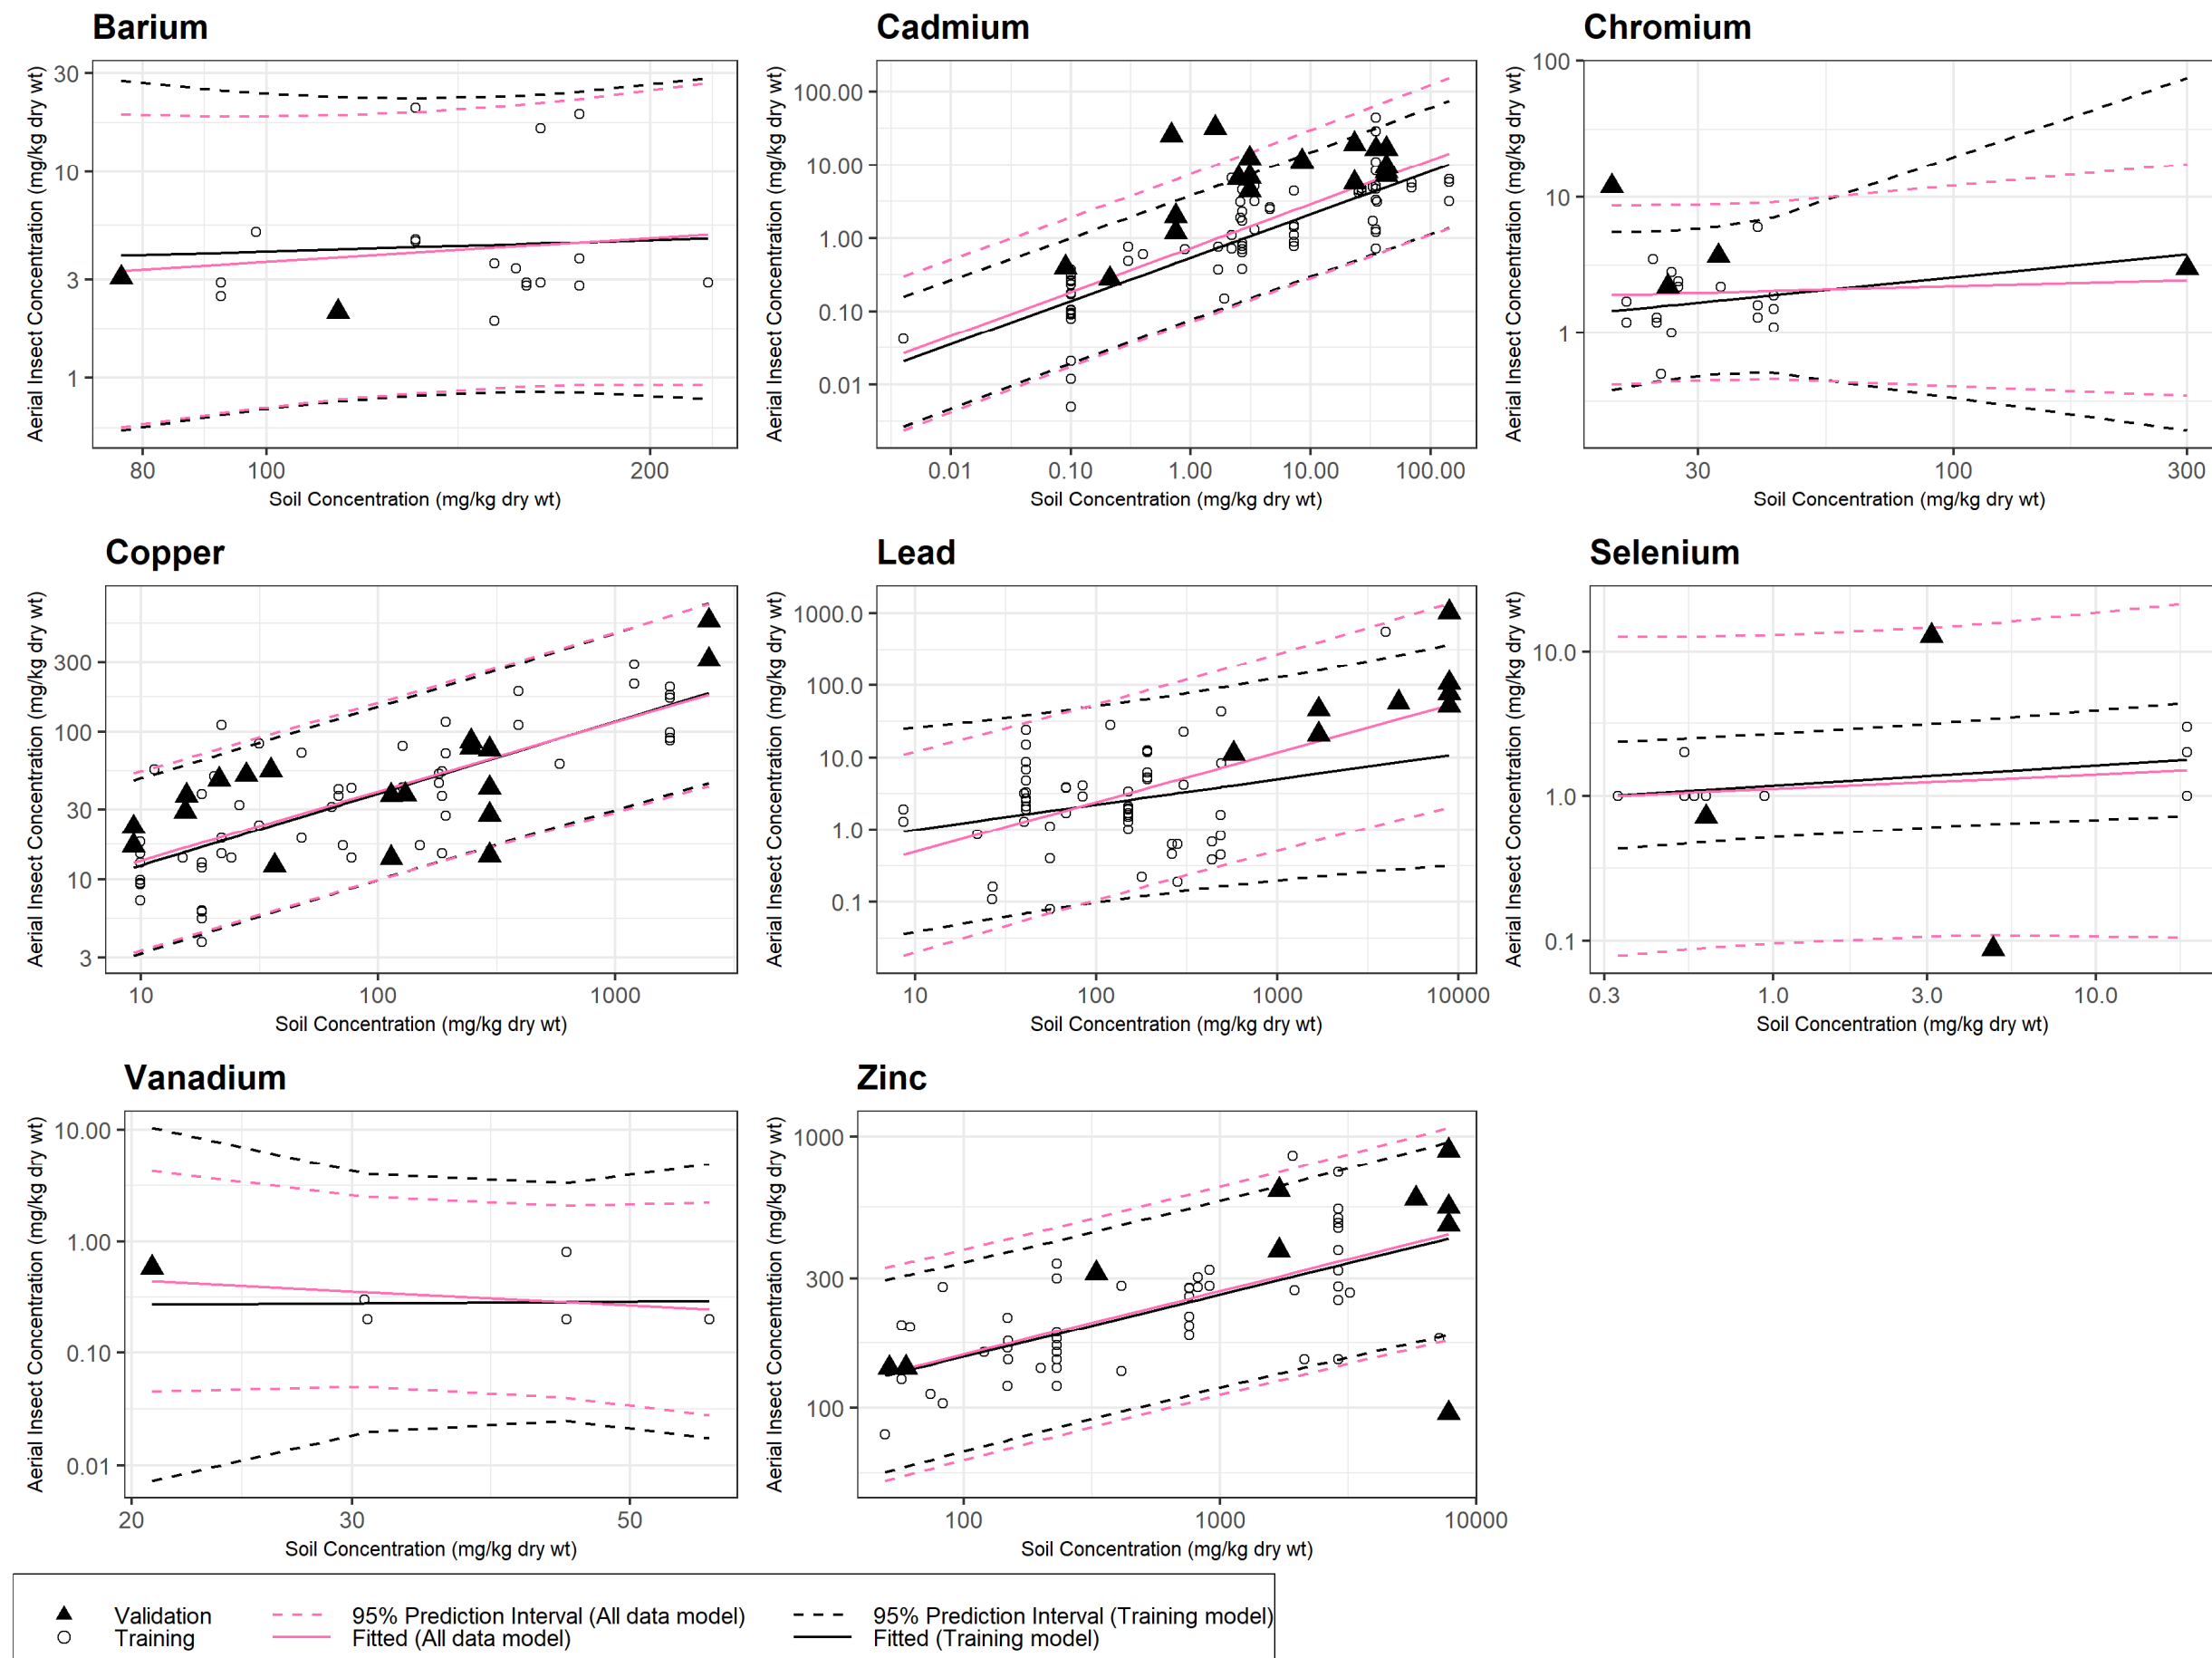 Barium
Cadmium
Chromium
Aerial Insect Concentration (mg/kg dry wt)
30
10
3
1
80 100 200
Soil Concentration (mg/kg dry wt)
Aerial Insect Concentration (mg/kg dry wt)
100.00
10.00
1.00
0.10
0.01
0.01 0.10 1.00 10.00 100.00
Soil Concentration (mg/kg dry wt)
Aerial Insect Concentration (mg/kg dry wt)
100
10
1
30 100 300
Soil Concentration (mg/kg dry wt)
Copper
Lead
Selenium
Aerial Insect Concentration (mg/kg dry wt)
300
100
30
10
3
10 100 1000
Soil Concentration (mg/kg dry wt)
Aerial Insect Concentration (mg/kg dry wt)
1000.0
100.0
10.0
1.0
0.1
10 100 1000 10000
Soil Concentration (mg/kg dry wt)
Aerial Insect Concentration (mg/kg dry wt)
10.0
1.0
0.1
0.3 1.0 3.0 10.0
Soil Concentration (mg/kg dry wt)
Vanadium
Zinc
Aerial Insect Concentration (mg/kg dry wt)
10.00
1.00
0.10
0.01
20 30 50
Soil Concentration (mg/kg dry wt)
Aerial Insect Concentration (mg/kg dry wt)
1000
300
100
100 1000 10000
Soil Concentration (mg/kg dry wt)
Validation 95% Prediction Interval (All data model) 95% Prediction Interval (Training model)
Training Fitted (All data model) Fitted (Training model)